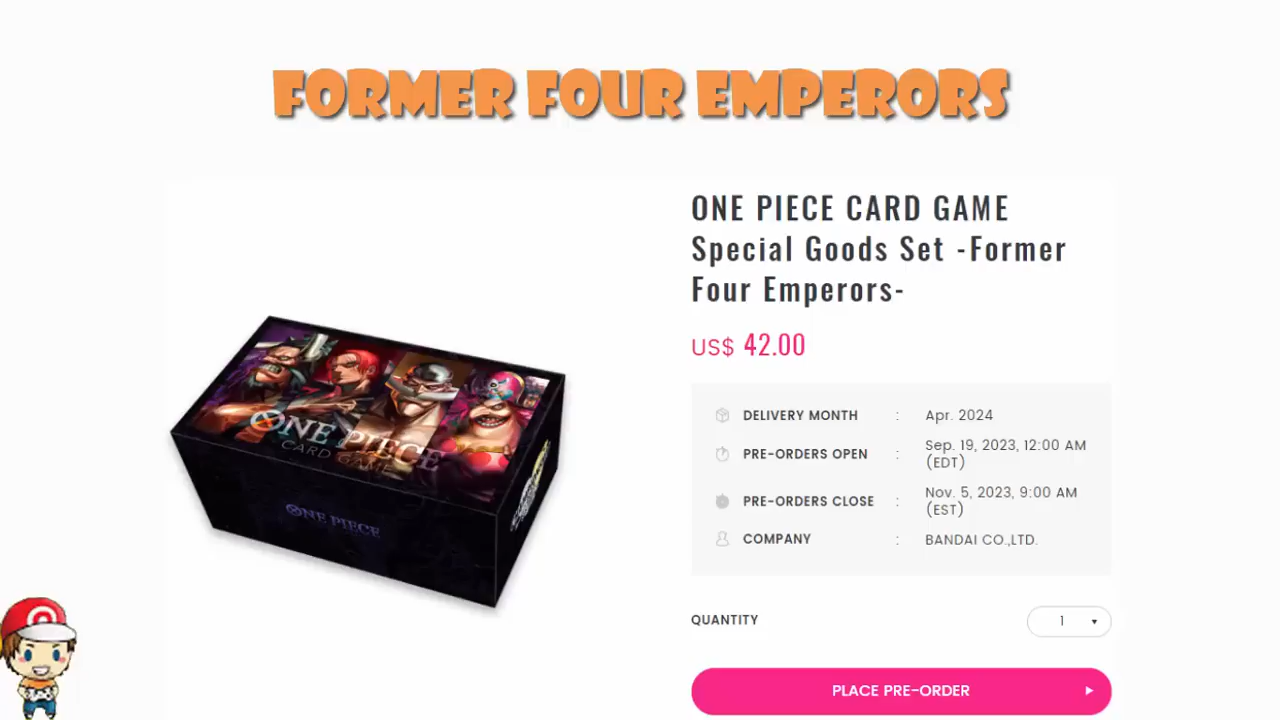 FORMER FOUR EMPERORS
ONE PIECE CARD GAME
Special Goods Set -Former
Four Emperors-
US$ 42.00
ONE PIECE
CARD GAME
ONE PIECE
DELIVERY MONTH : Apr. 2024
PRE-ORDERS OPEN : Sep. 19, 2023, 12:00 AM
(EDT)
PRE-ORDERS CLOSE : Nov. 5, 2023, 9:00 AM
(EST)
COMPANY : BANDAI CO.,LTD.
QUANTITY 1
PLACE PRE-ORDER